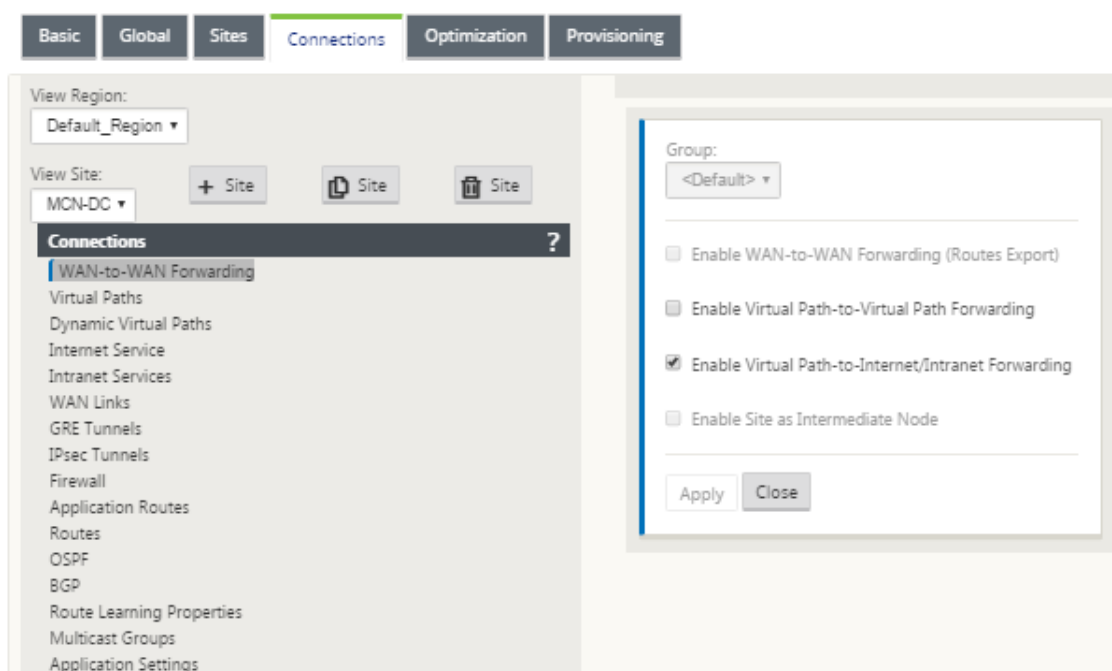 Basic Global Sites Connections Optimization Provisioning
View Region:
Default_Region
View Site:
MCN-DC
+ Site
Site
Site
Connections ?
WAN-to-WAN Forwarding
Virtual Paths
Dynamic Virtual Paths
Internet Service
Intranet Services
WAN Links
GRE Tunnels
IPsec Tunnels
Firewall
Application Routes
Routes
OSPF
BGP
Route Learning Properties
Multicast Groups
Application Settings
Group:
<Default>
Enable WAN-to-WAN Forwarding (Routes Export)
Enable Virtual Path-to-Virtual Path Forwarding
Enable Virtual Path-to-Internet/Intranet Forwarding
Enable Site as Intermediate Node
Apply Close